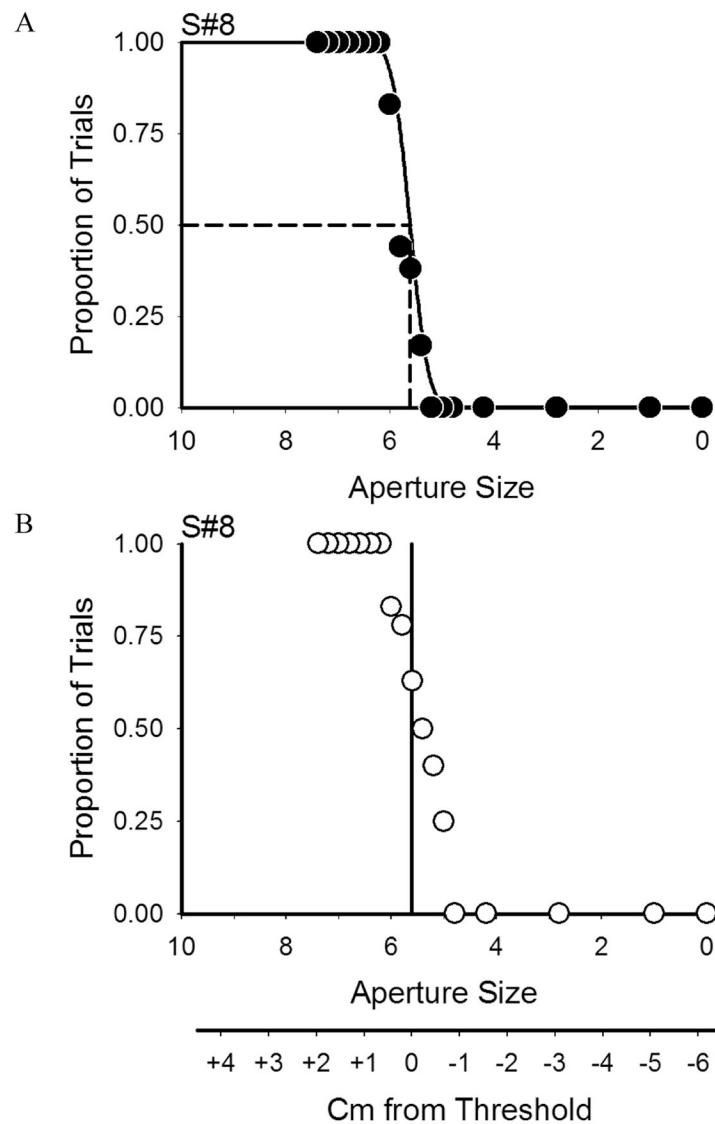 A
S#8
1.00
0.75
0.50
0.25
0.00
Proportion of Trials
10 8 6 4 2 0
Aperture Size
B
S#8
1.00
0.75
0.50
0.25
0.00
Proportion of Trials
10 8 6 4 2 0
Aperture Size
+4 +3 +2 +1 0 -1 -2 -3 -4 -5 -6
Cm from Threshold